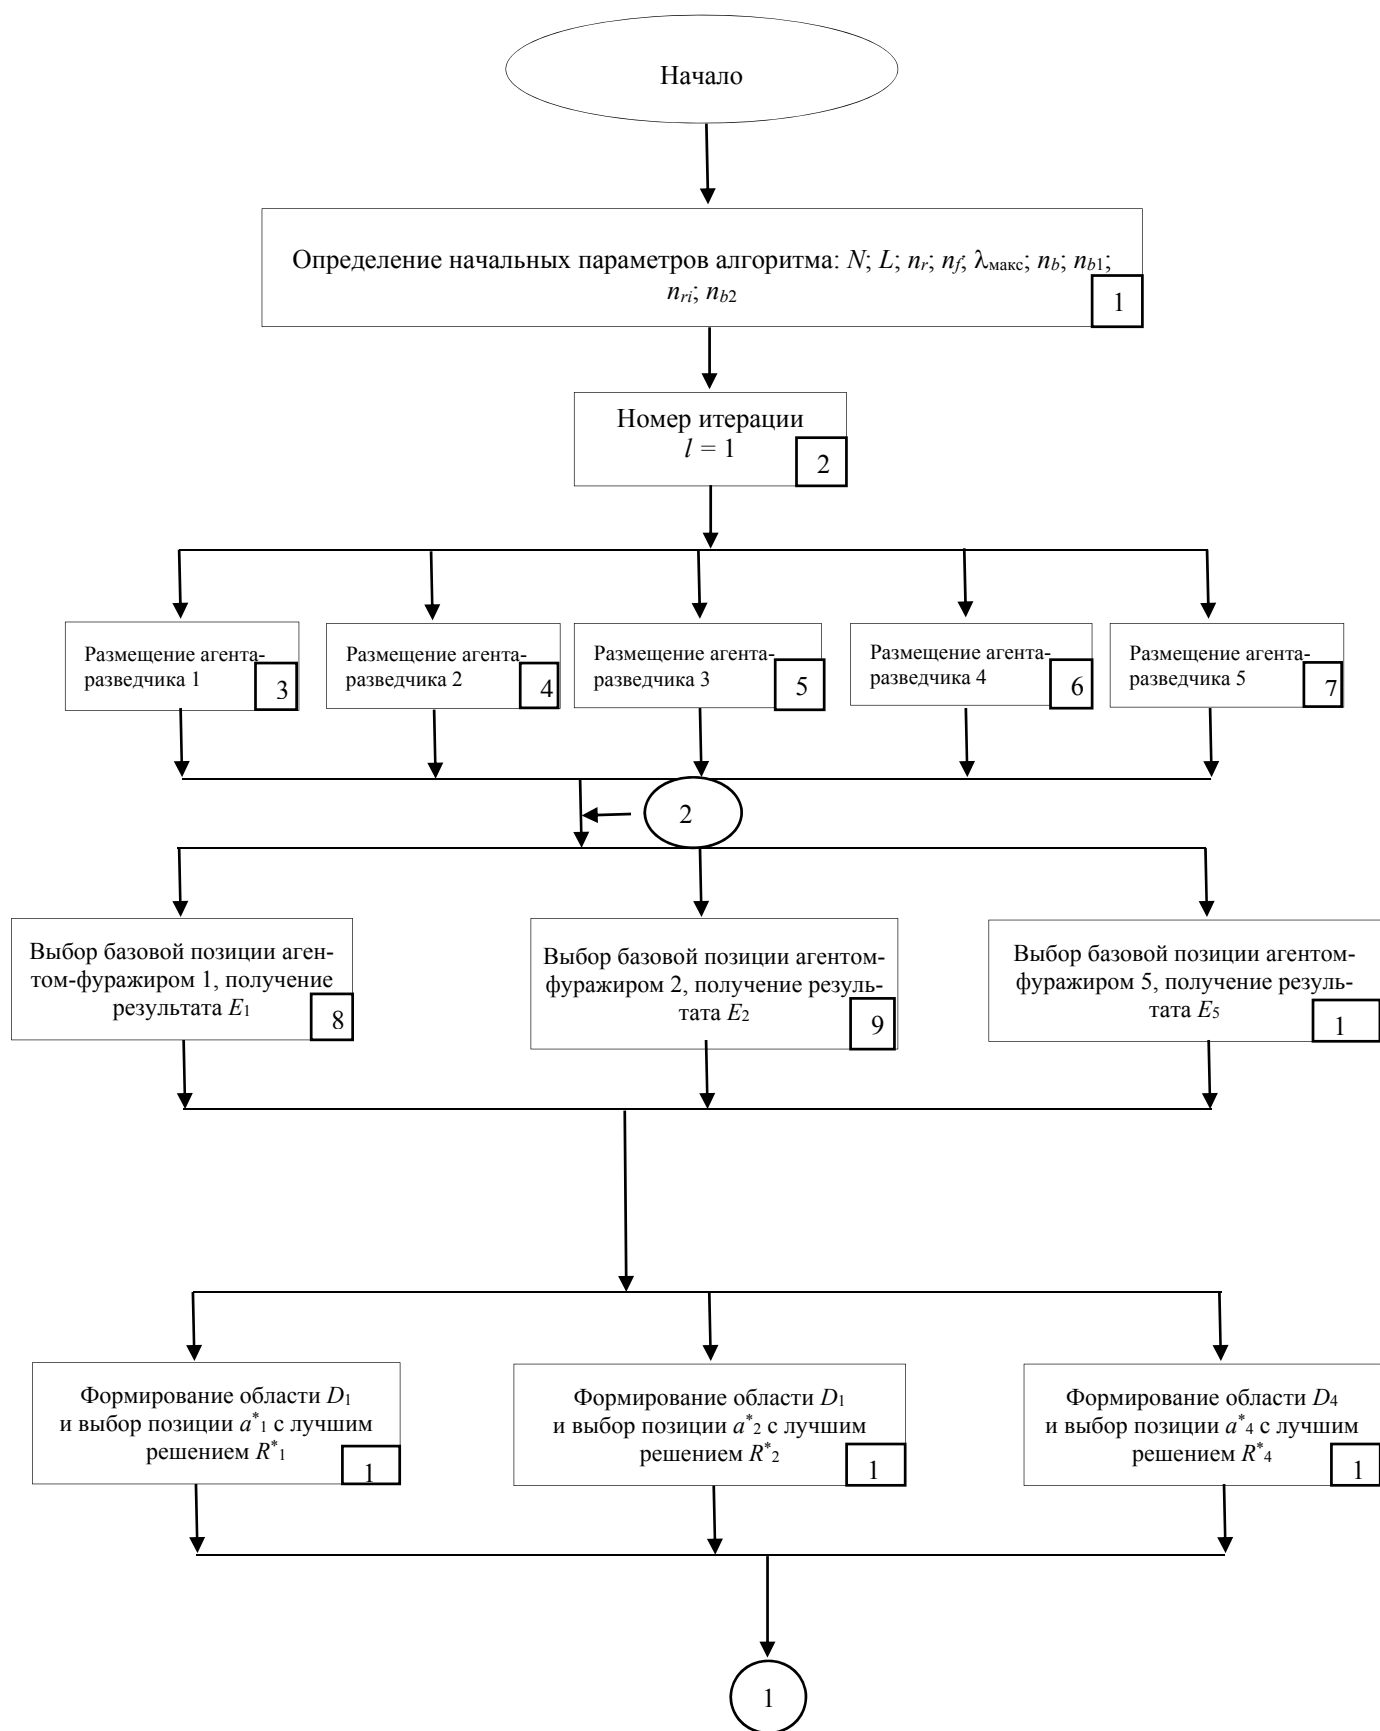 Начало
Определение начальных параметров алгоритма: N; L; nr; nf; λмакс; nb; nb1;
nri; nb2
1
Номер итерации
l = 1
2
Размещение агента-
разведчика 1
3
Размещение агента-
разведчика 2
4
Размещение агента-
разведчика 3
5
Размещение агента-
разведчика 4
6
Размещение агента-
разведчика 5
7
2
Выбор базовой позиции аген-
том-фуражиром 1, получение
результата E1
8
Выбор базовой позиции агентом-
фуражиром 2, получение резуль-
тата E2
9
Выбор базовой позиции агентом-
фуражиром 5, получение резуль-
тата E5
1
Формирование области D1
и выбор позиции a*1 с лучшим
решением R*1
1
Формирование области D1
и выбор позиции a*2 с лучшим
решением R*2
1
Формирование области D4
и выбор позиции a*4 с лучшим
решением R*4
1
1